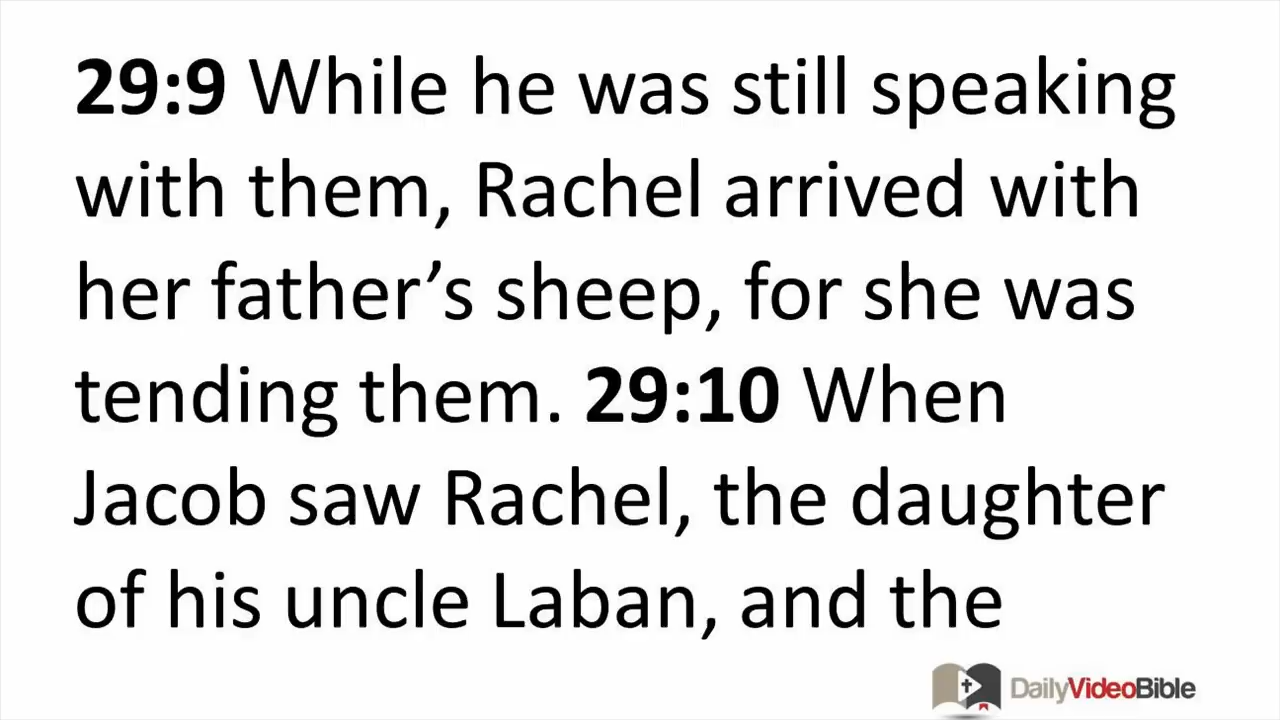 29:9 While he was still speaking
with them, Rachel arrived with
her father’s sheep, for she was
tending them. 29:10 When
Jacob saw Rachel, the daughter
of his uncle Laban, and the
DailyVideoBible